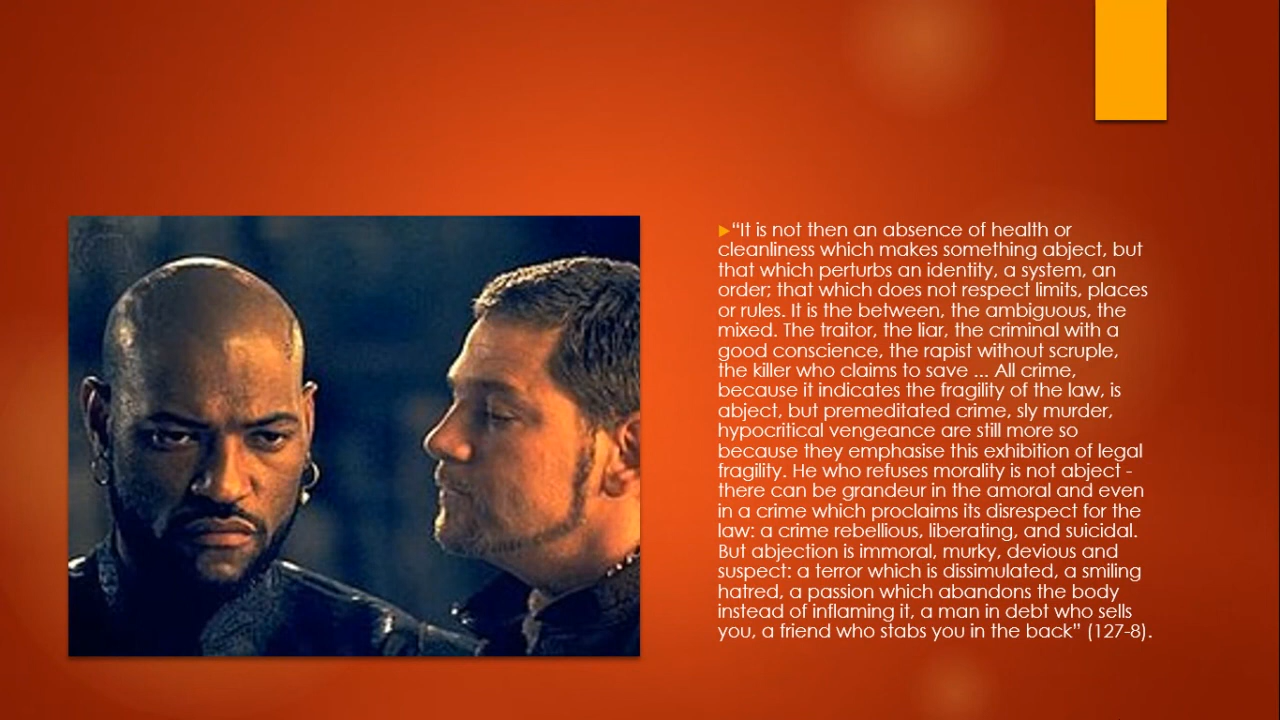 ▶“It is not then an absence of health or
cleanliness which makes something abject, but
that which perturbs an identity, a system, an
order; that which does not respect limits, places
or rules. It is the between, the ambiguous, the
mixed. The traitor, the liar, the criminal with a
good conscience, the rapist without scruple,
the killer who claims to save ... All crime,
because it indicates the fragility of the law, is
abject, but premeditated crime, sly murder,
hypocritical vengeance are still more so
because they emphasise this exhibition of legal
fragility. He who refuses morality is not abject -
there can be grandeur in the amoral and even
in a crime which proclaims its disrespect for the
law: a crime rebellious, liberating, and suicidal.
But abjection is immoral, murky, devious and
suspect: a terror which is dissimulated, a smiling
hatred, a passion which abandons the body
instead of inflaming it, a man in debt who sells
you, a friend who stabs you in the back” (127-8).